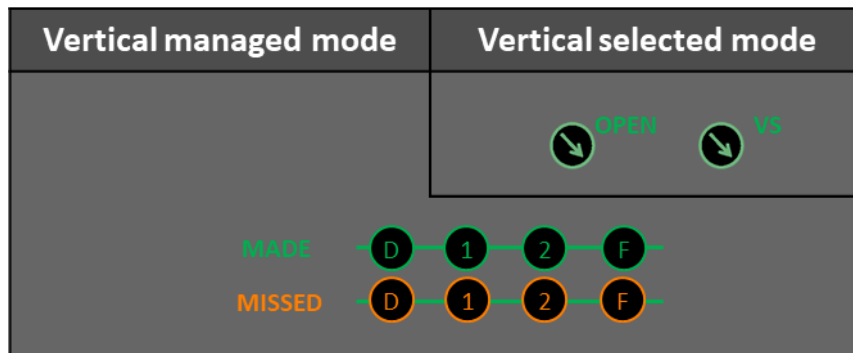 Vertical managed mode
Vertical selected mode
OPEN
VS
MADE D 1 2 F
MISSED D 1 2 F